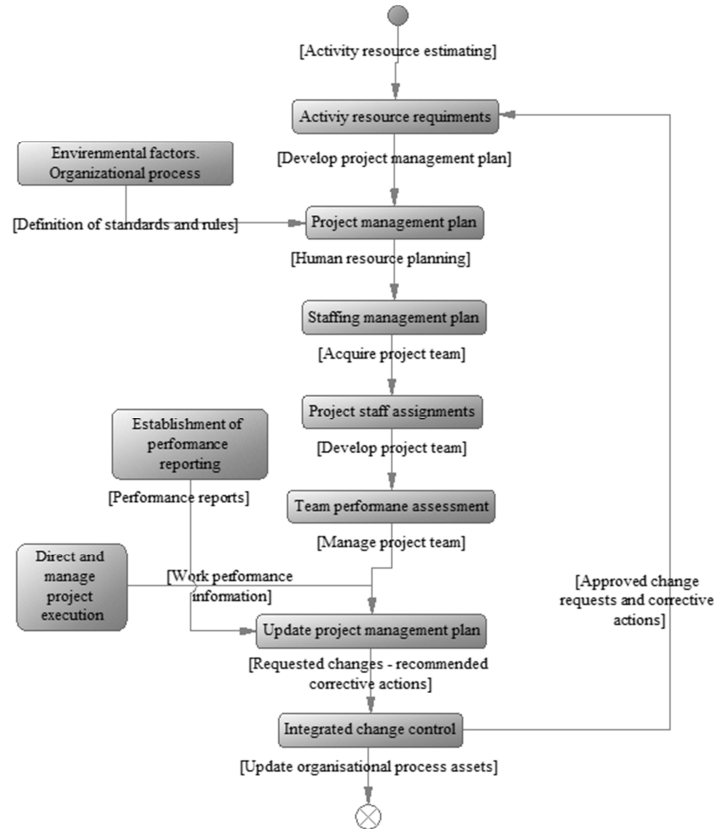 [Activity resource estimating]
Activiy resource requirments
[Develop project management plan]
Envirenmental factors.
Organizational process
[Definition of standards and rules]
Project management plan
[Human resource planning]
Staffing management plan
[Acquire project team]
Project staff assignments
[Develop project team]
Establishment of
performance
reporting
[Performance reports]
Team performane assessment
[Manage project team]
Direct and
manage
project
execution
[Work performance
information]
[Approved change
requests and corrective
actions]
Update project management plan
[Requested changes - recommended
corrective actions]
Integrated change control
[Update organisational process assets]